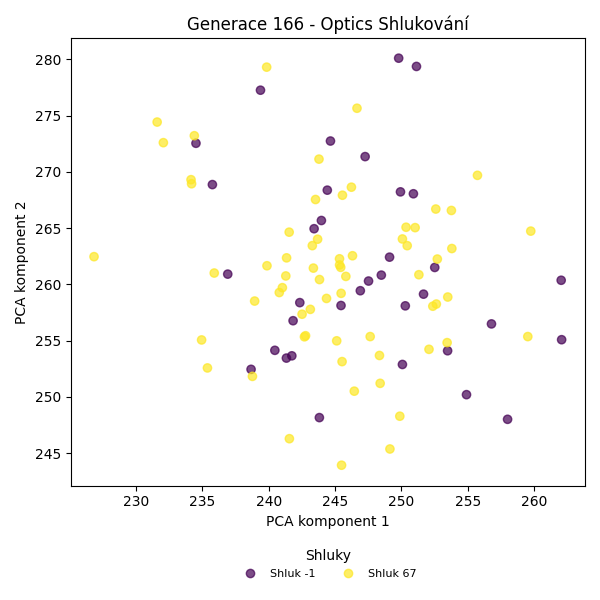 Generace 166 - Optics Shlukování
280
275
270
265
260
255
250
245
PCA komponent 2
230 235 240 245 250 255 260
PCA komponent 1
Shluky
Shluk -1 Shluk 67